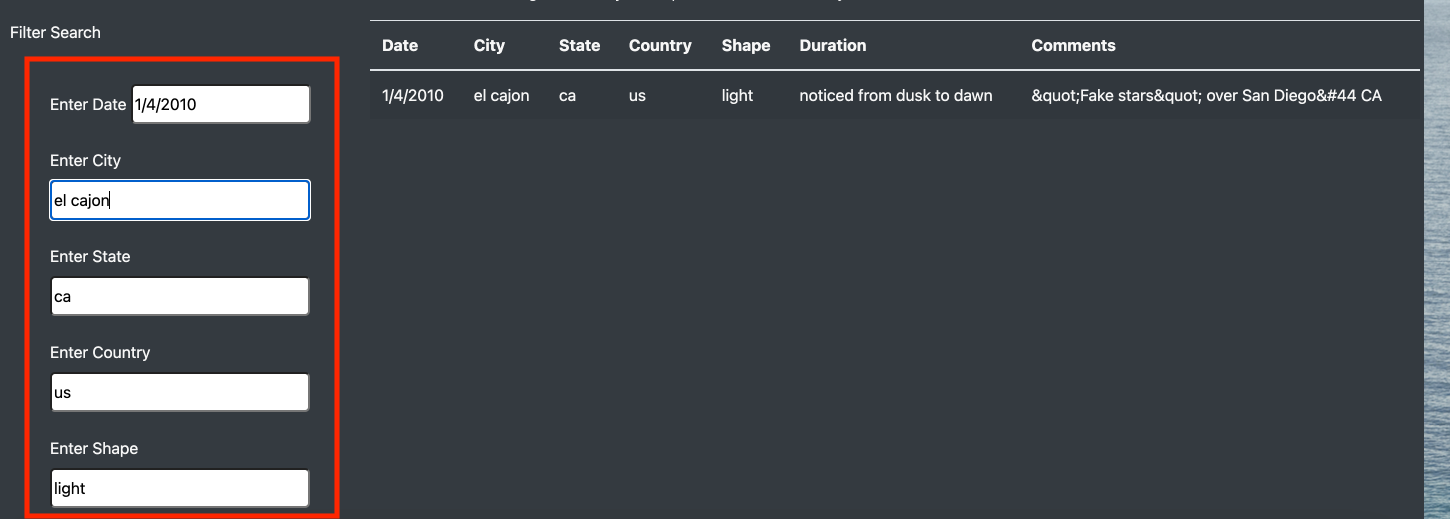 Filter Search
Enter Date 1/4/2010
Enter City
el cajon
Enter State
ca
Enter Country
us
Enter Shape
light
Date City State Country Shape Duration Comments
1/4/2010 el cajon ca us light noticed from dusk to dawn &quot;Fake stars&quot; over San Diego&#44 CA